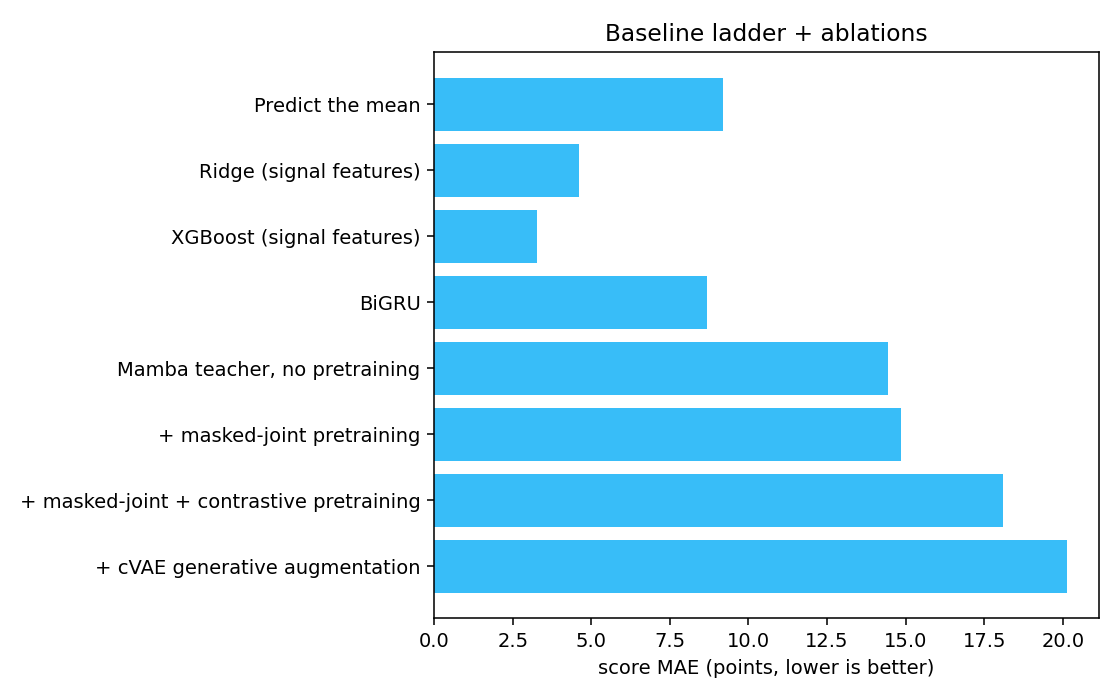 Baseline ladder + ablations
Predict the mean
Ridge (signal features)
XGBoost (signal features)
BiGRU
Mamba teacher, no pretraining
+ masked-joint pretraining
+ masked-joint + contrastive pretraining
+ cVAE generative augmentation
0.0 2.5 5.0 7.5 10.0 12.5 15.0 17.5 20.0
score MAE (points, lower is better)